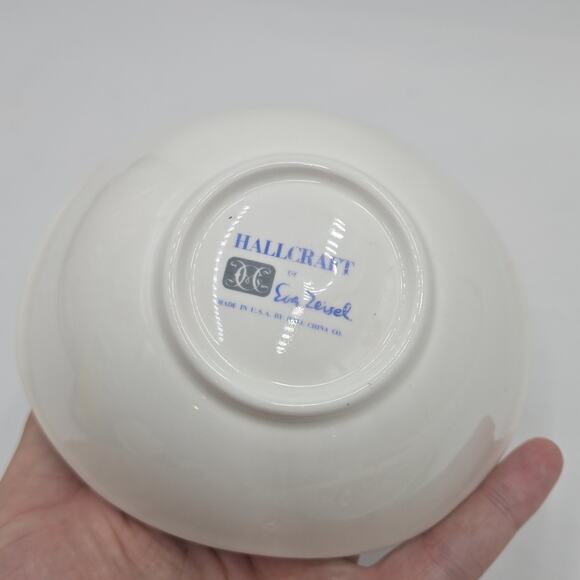 HALLCRAFT
BY
Eva Zeisel
MADE IN U.S.A. BY HALL CHINA CO.